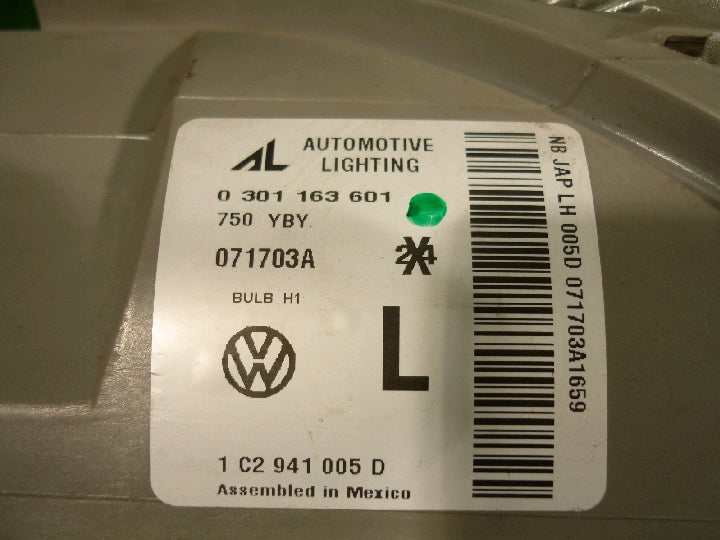 AL AUTOMOTIVE
LIGHTING
0 301 163 601
750 YBY
071703A
BULB H1
L
1 C2 941 005 D
Assembled in Mexico
NB JAP LH 005D 071703A1659